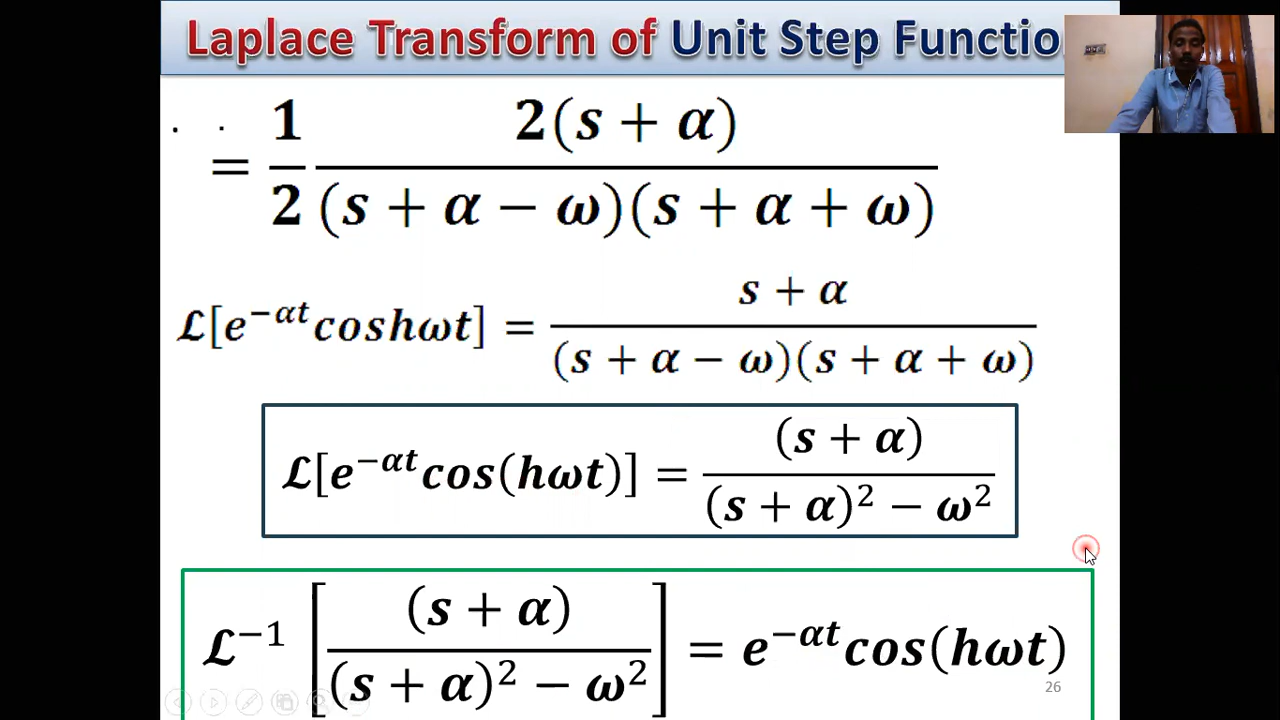 Laplace Transform of Unit Step Functio
. .
= 1/2 2(s + α)/(s + α − ω)(s + α + ω)
ℒ[e^{−αt}coshωt] = s + α/(s + α − ω)(s + α + ω)
ℒ[e^{−αt}cos(hωt)] = (s + α)/(s + α)² − ω²
ℒ^{−1} [(s + α)/(s + α)² − ω²] = e^{−αt}cos(hωt)
26